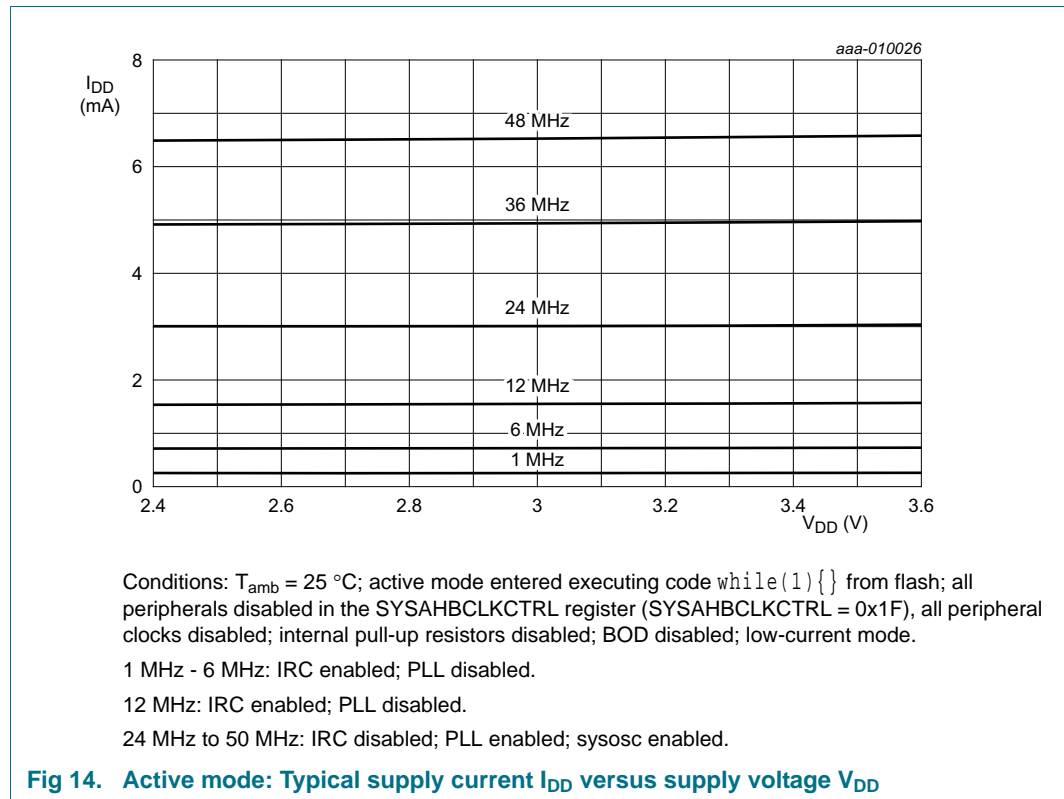 aaa-010026
8
I_DD
(mA)
48 MHz
6
36 MHz
4
24 MHz
2
12 MHz
6 MHz
1 MHz
0
2.4 2.6 2.8 3 3.2 3.4 3.6
V_DD (V)
Conditions: T_amb = 25 °C; active mode entered executing code while(1){} from flash; all
peripherals disabled in the SYSAHBCLKCTRL register (SYSAHBCLKCTRL = 0x1F), all peripheral
clocks disabled; internal pull-up resistors disabled; BOD disabled; low-current mode.
1 MHz - 6 MHz: IRC enabled; PLL disabled.
12 MHz: IRC enabled; PLL disabled.
24 MHz to 50 MHz: IRC disabled; PLL enabled; sysosc enabled.
Fig 14. Active mode: Typical supply current I_DD versus supply voltage V_DD